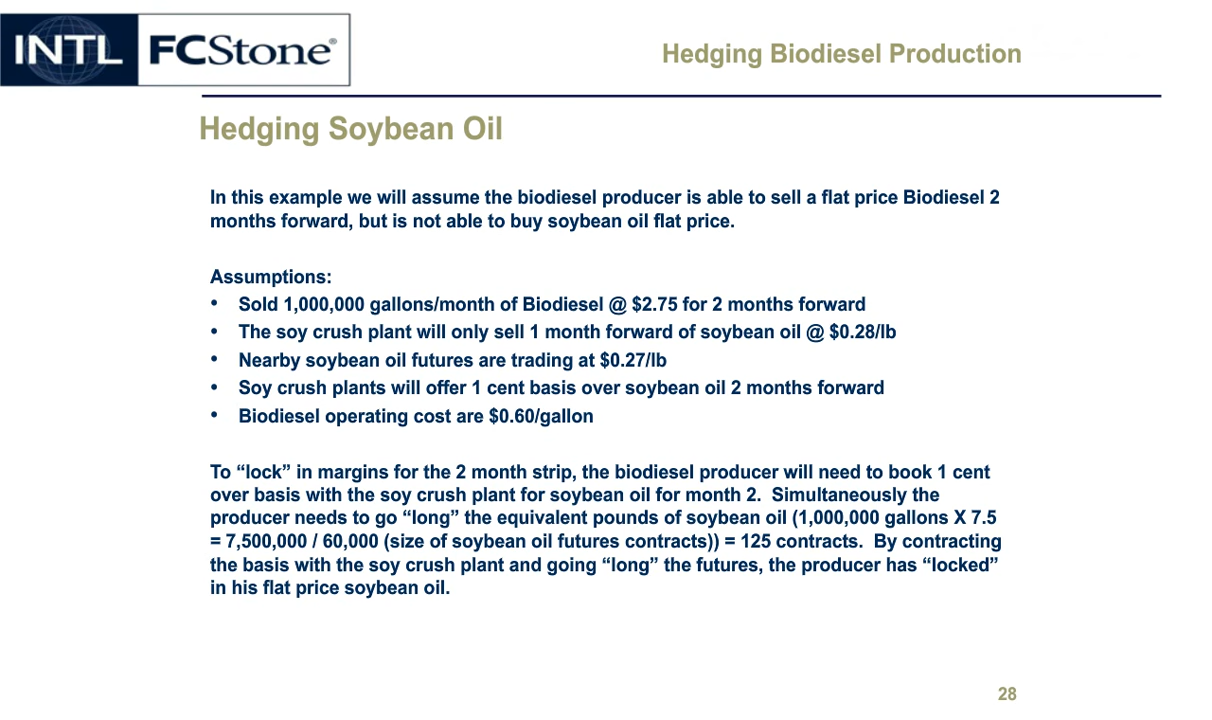 INTL FCStone®
Hedging Biodiesel Production
Hedging Soybean Oil
In this example we will assume the biodiesel producer is able to sell a flat price Biodiesel 2
months forward, but is not able to buy soybean oil flat price.
Assumptions:
• Sold 1,000,000 gallons/month of Biodiesel @ $2.75 for 2 months forward
• The soy crush plant will only sell 1 month forward of soybean oil @ $0.28/lb
• Nearby soybean oil futures are trading at $0.27/lb
• Soy crush plants will offer 1 cent basis over soybean oil 2 months forward
• Biodiesel operating cost are $0.60/gallon
To “lock” in margins for the 2 month strip, the biodiesel producer will need to book 1 cent
over basis with the soy crush plant for soybean oil for month 2.  Simultaneously the
producer needs to go “long” the equivalent pounds of soybean oil (1,000,000 gallons X 7.5
= 7,500,000 / 60,000 (size of soybean oil futures contracts)) = 125 contracts.  By contracting
the basis with the soy crush plant and going “long” the futures, the producer has “locked”
in his flat price soybean oil.
28